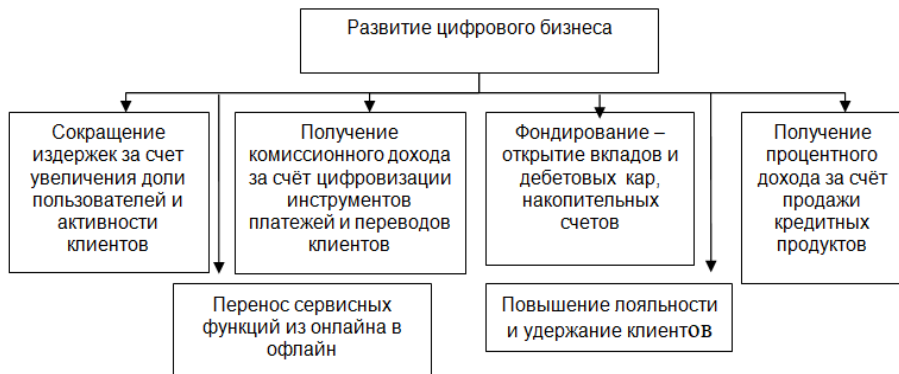 Развитие цифрового бизнеса
Сокращение
издержек за счет
увеличения доли
пользователей и
активности
клиентов
Получение
комиссионного дохода
за счёт цифровизации
инструментов
платежей и переводов
клиентов
Фондирование –
открытие вкладов и
дебетовых кар,
накопительных
счетов
Получение
процентного
дохода за счёт
продажи
кредитных
продуктов
Перенос сервисных
функций из онлайна в
офлайн
Повышение лояльности
и удержание клиентов